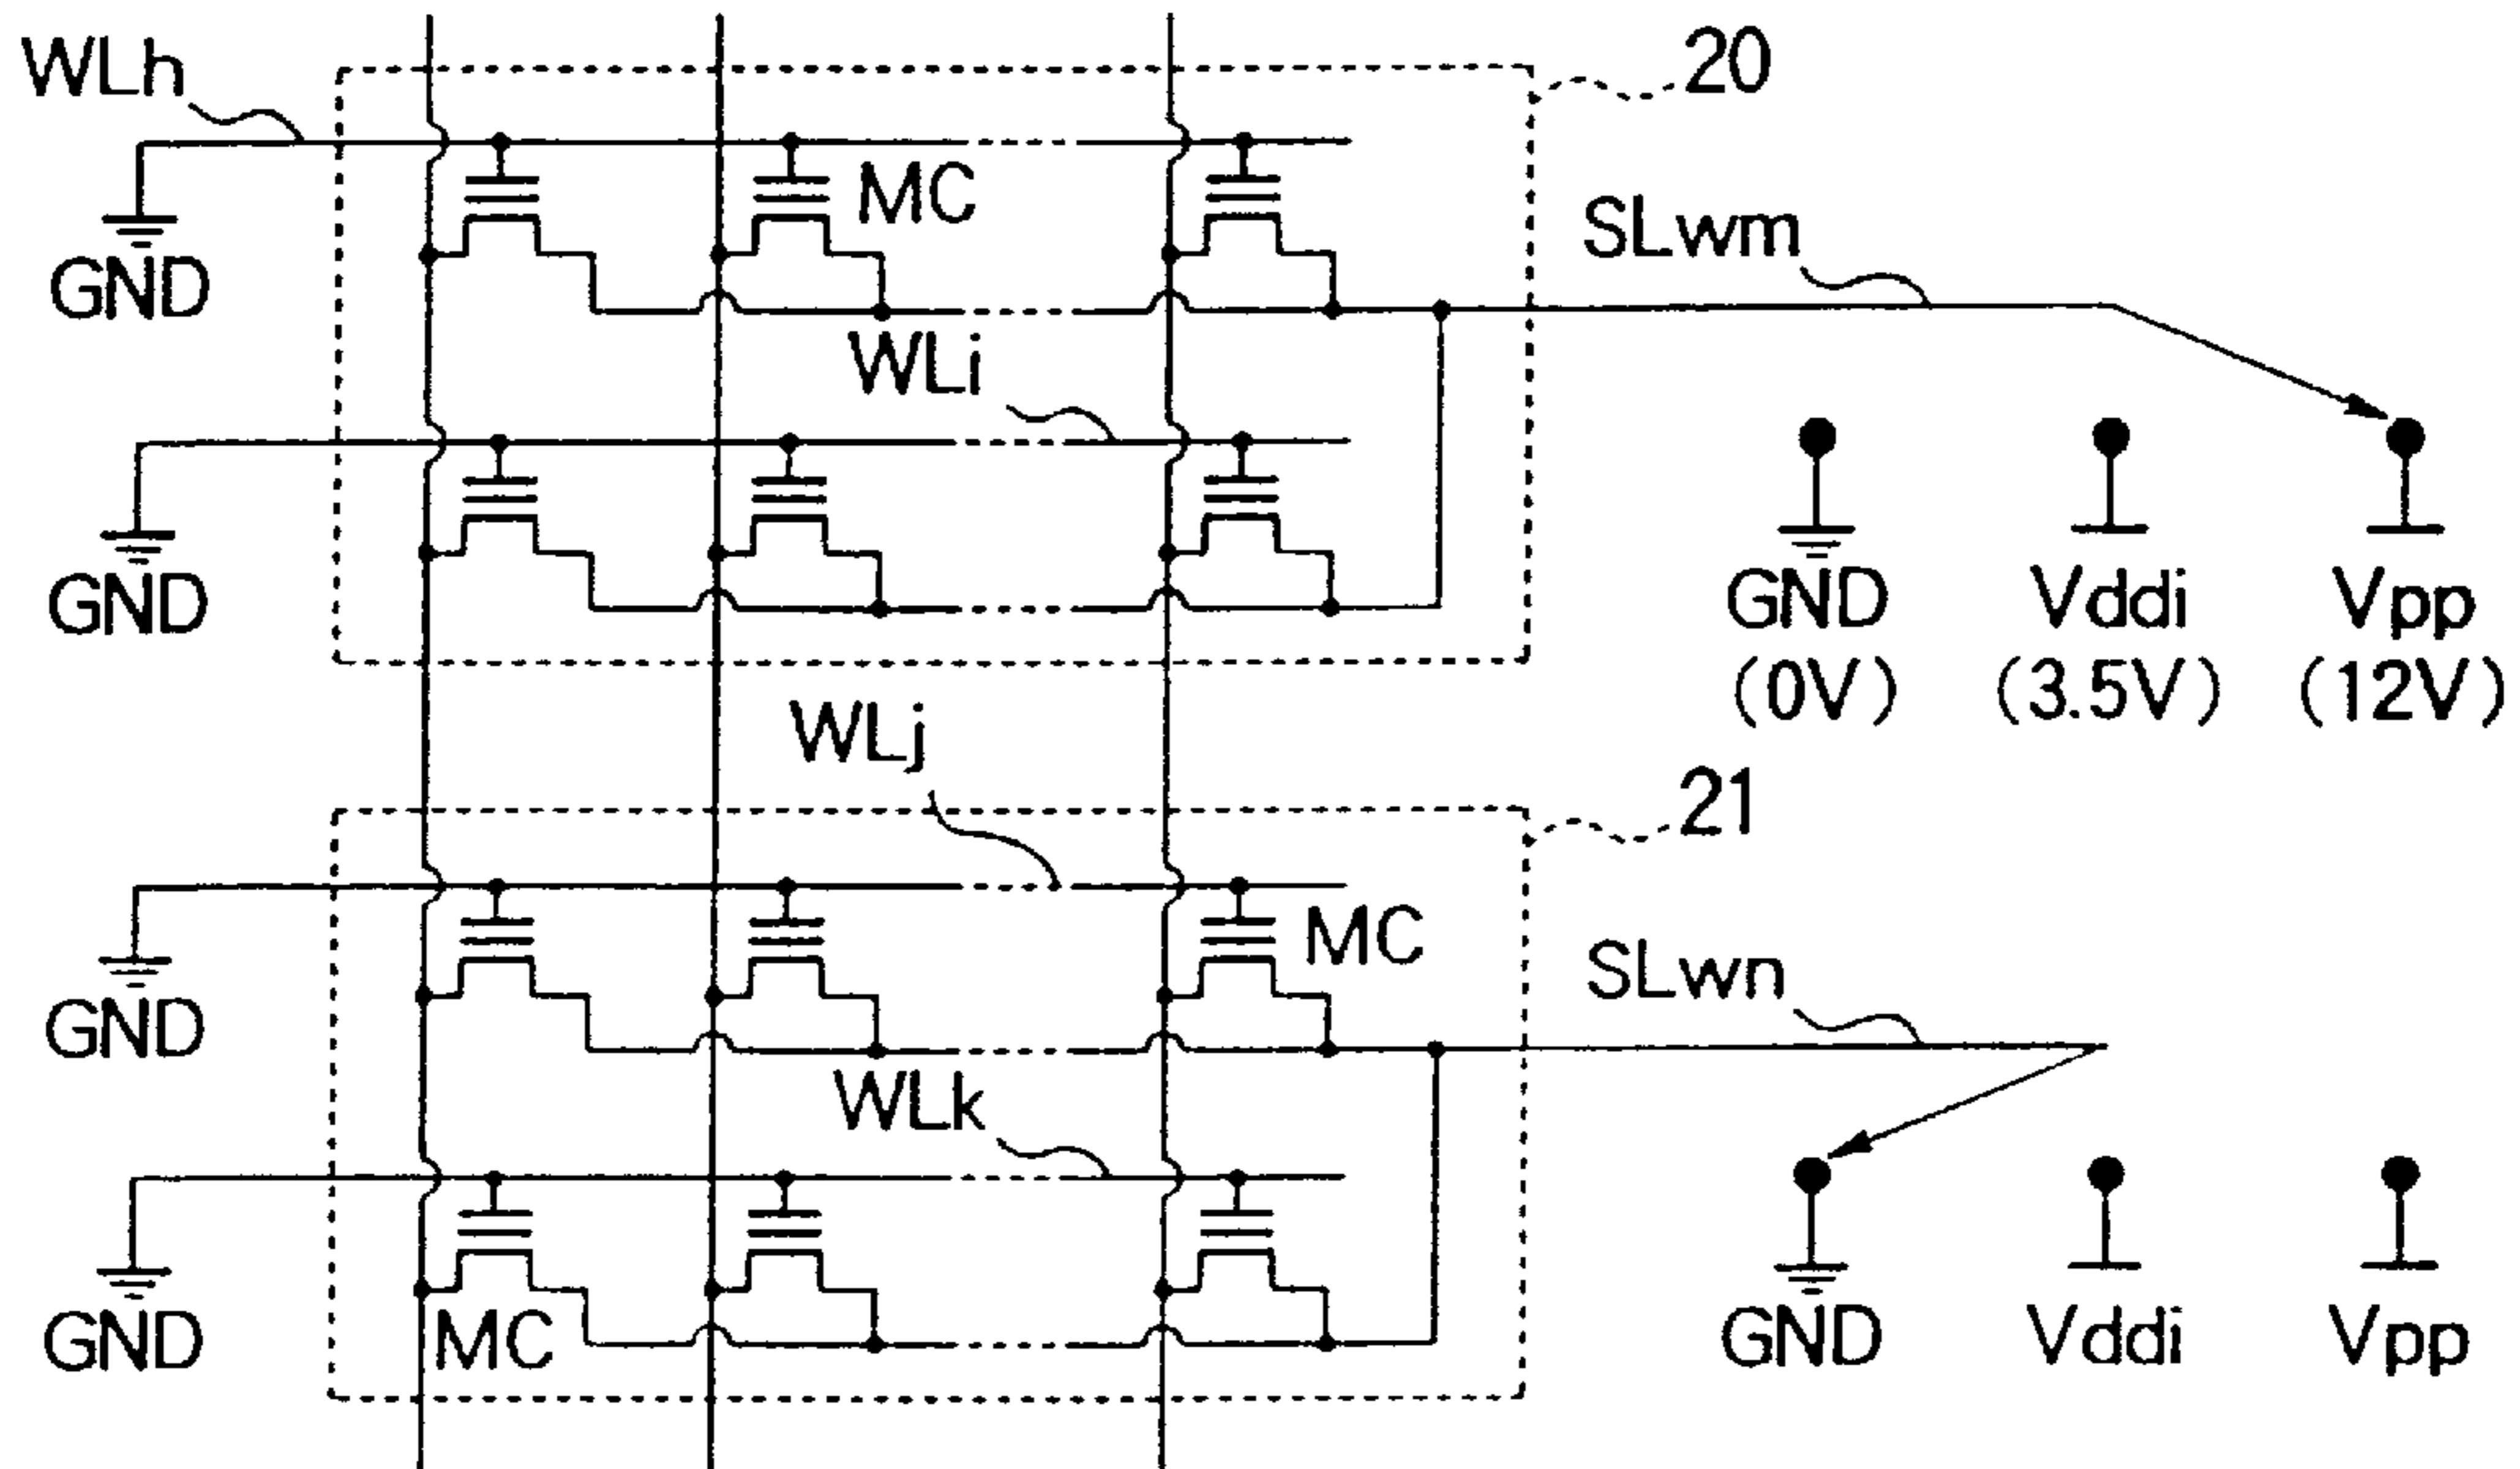 WLh
20
MC
SLwm
GND
WLi
GND
GND
Vddi
Vpp
(0V)
(3.5V)
(12V)
WLj
21
MC
SLwn
GND
WLk
GND
MC
GND
Vddi
Vpp